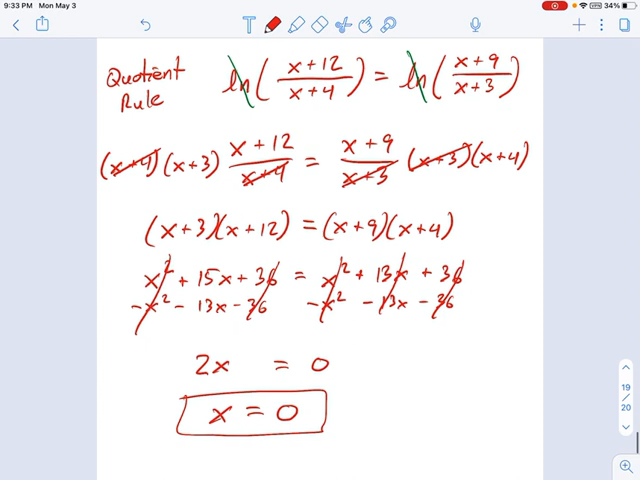 9:33 PM Mon May 3
34%
Quotient Rule ln( (x+12)/(x+4) ) = ln( (x+9)/(x+3) )
(x+4)(x+3) (x+12)/(x+4) = (x+9)/(x+3) (x+3)(x+4)
(x+3)(x+12) = (x+9)(x+4)
x² + 15x + 36 = x² + 13x + 36
-x² - 13x - 36 -x² - 13x - 36
2x = 0
x = 0
19
/
20